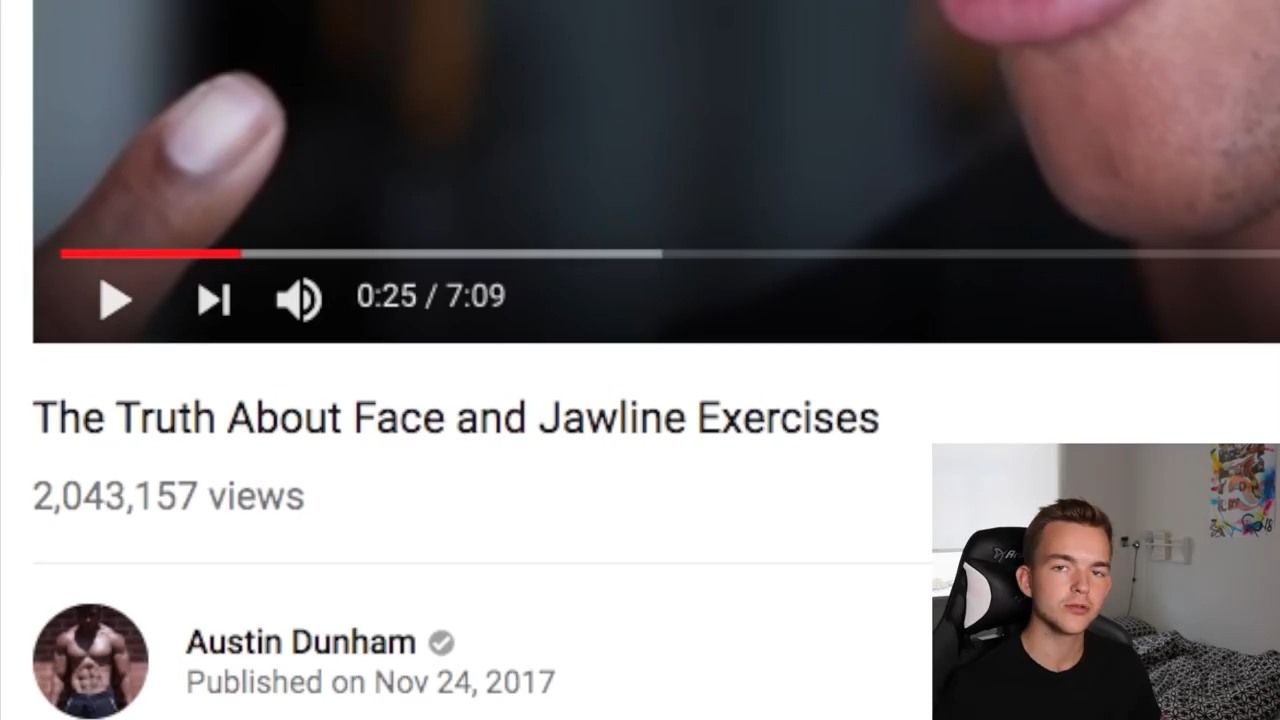 0:25 / 7:09
The Truth About Face and Jawline Exercises
2,043,157 views
Austin Dunham
Published on Nov 24, 2017